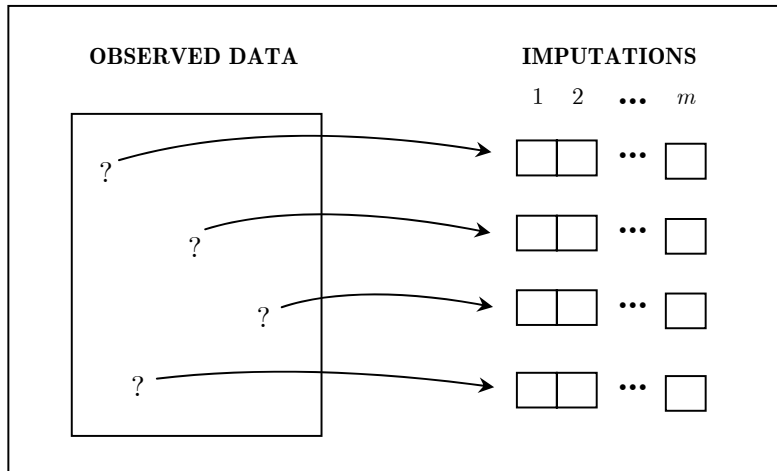 OBSERVED DATA
IMPUTATIONS
1 2 ••• m
? •••
? •••
? •••
? •••